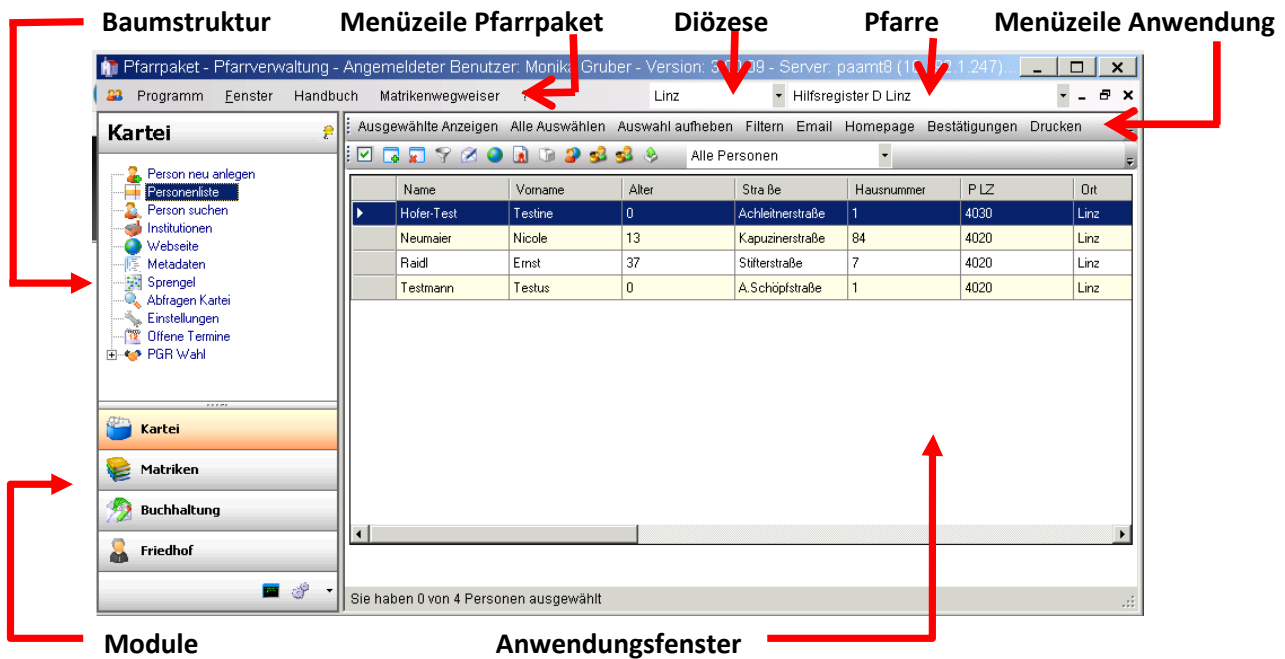 Baumstruktur Menüzeile Pfarrpaket Diözese Pfarre Menüzeile Anwendung
Pfarrpaket - Pfarrverwaltung - Angemeldeter Benutzer: Monika Gruber - Version: - Server: paamt8
Programm Fenster Handbuch Matrikenwegweiser ? Linz Hilfsregister D Linz
Kartei
Ausgewählte Anzeigen Alle Auswählen Auswahl aufheben Filtern Email Homepage Bestätigungen Drucken
Alle Personen
Person neu anlegen
Personenliste
Person suchen
Institutionen
Webseite
Metadaten
Sprengel
Abfragen Kartei
Einstellungen
Offene Termine
PGR Wahl
Name Vorname Alter Straße Hausnummer PLZ Ort
Hofer-Test Testine 0 Achleitnerstraße 1 4030 Linz
Neumaier Nicole 13 Kapuzinerstraße 84 4020 Linz
Raidl Ernst 37 Stifterstraße 7 4020 Linz
Testmann Testus 0 A.Schöpfstraße 1 4020 Linz
Kartei
Matriken
Buchhaltung
Friedhof
Sie haben 0 von 4 Personen ausgewählt
Module Anwendungsfenster